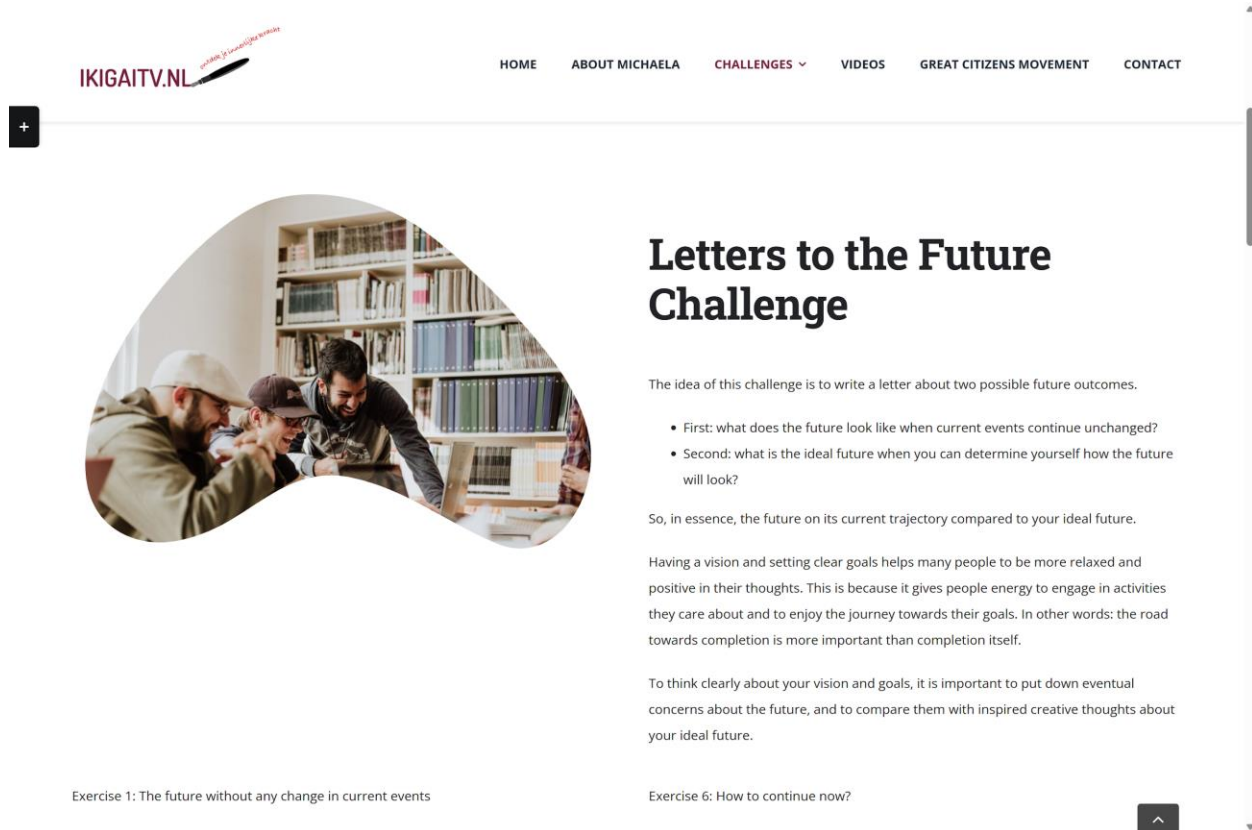 ontdek je innerlijke kracht
IKIGAITV.NL
HOME ABOUT MICHAELA CHALLENGES VIDEOS GREAT CITIZENS MOVEMENT CONTACT
+
Letters to the Future
Challenge
The idea of this challenge is to write a letter about two possible future outcomes.
• First: what does the future look like when current events continue unchanged?
• Second: what is the ideal future when you can determine yourself how the future
will look?
So, in essence, the future on its current trajectory compared to your ideal future.
Having a vision and setting clear goals helps many people to be more relaxed and
positive in their thoughts. This is because it gives people energy to engage in activities
they care about and to enjoy the journey towards their goals. In other words: the road
towards completion is more important than completion itself.
To think clearly about your vision and goals, it is important to put down eventual
concerns about the future, and to compare them with inspired creative thoughts about
your ideal future.
Exercise 1: The future without any change in current events
Exercise 6: How to continue now?